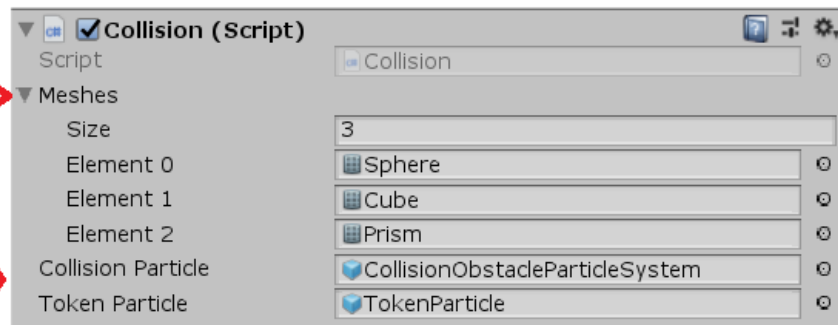 Collision (Script)
Script Collision
Meshes
Size 3
Element 0 Sphere
Element 1 Cube
Element 2 Prism
Collision Particle CollisionObstacleParticleSystem
Token Particle TokenParticle